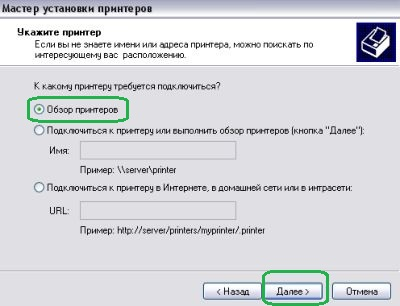 Мастер установки принтеров
Укажите принтер
Если вы не знаете имени или адреса принтера, можно поискать по
интересующему вас расположению.
К какому принтеру требуется подключиться?
Обзор принтеров
Подключиться к принтеру или выполнить обзор принтеров (кнопка "Далее"):
Имя:
Пример: \\server\printer
Подключиться к принтеру в Интернете, в домашней сети или в интрасети:
URL:
Пример: http://server/printers/myprinter/.printer
< Назад Далее > Отмена